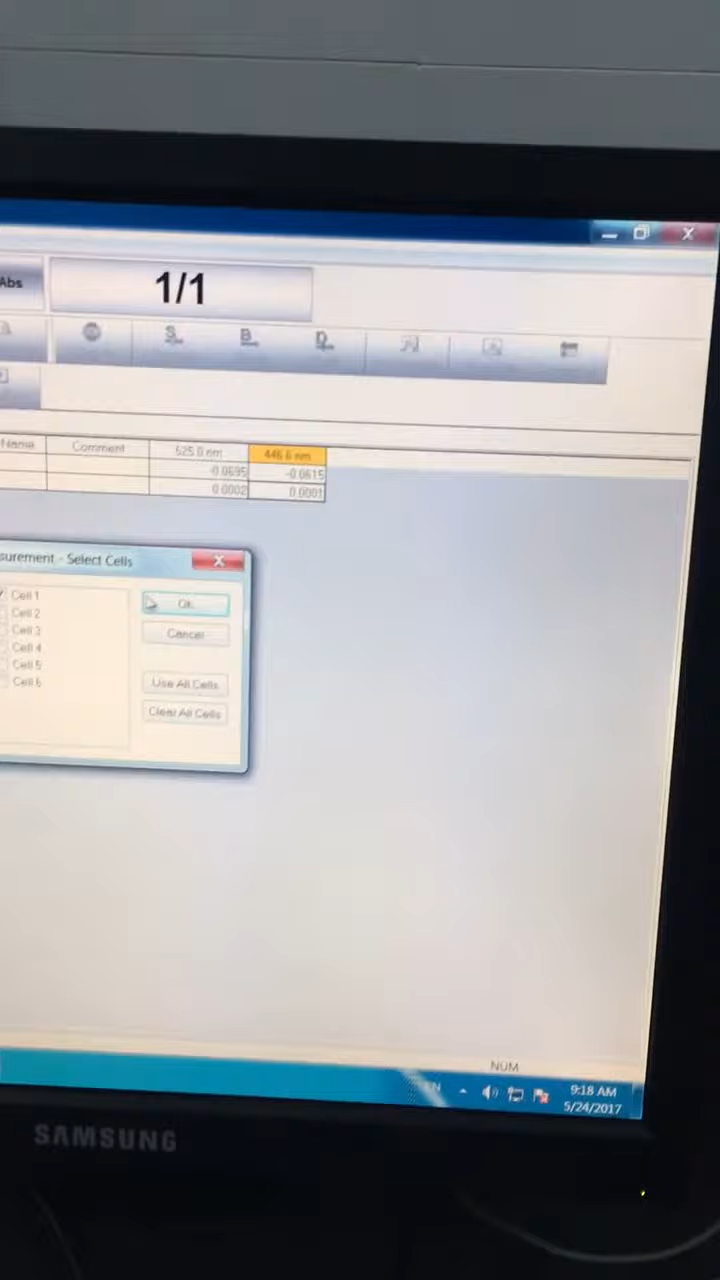 Abs
1/1
S
B
D
Name Comment 525.0 nm 446.6 nm
-0.0695 -0.0615
0.0002 0.0001
surement - Select Cells
Cell 1
OK
Cell 2
Cell 3
Cancel
Cell 4
Cell 5
Cell 6
Use All Cells
Clear All Cells
NUM
EN
9:18 AM
5/24/2017
SAMSUNG